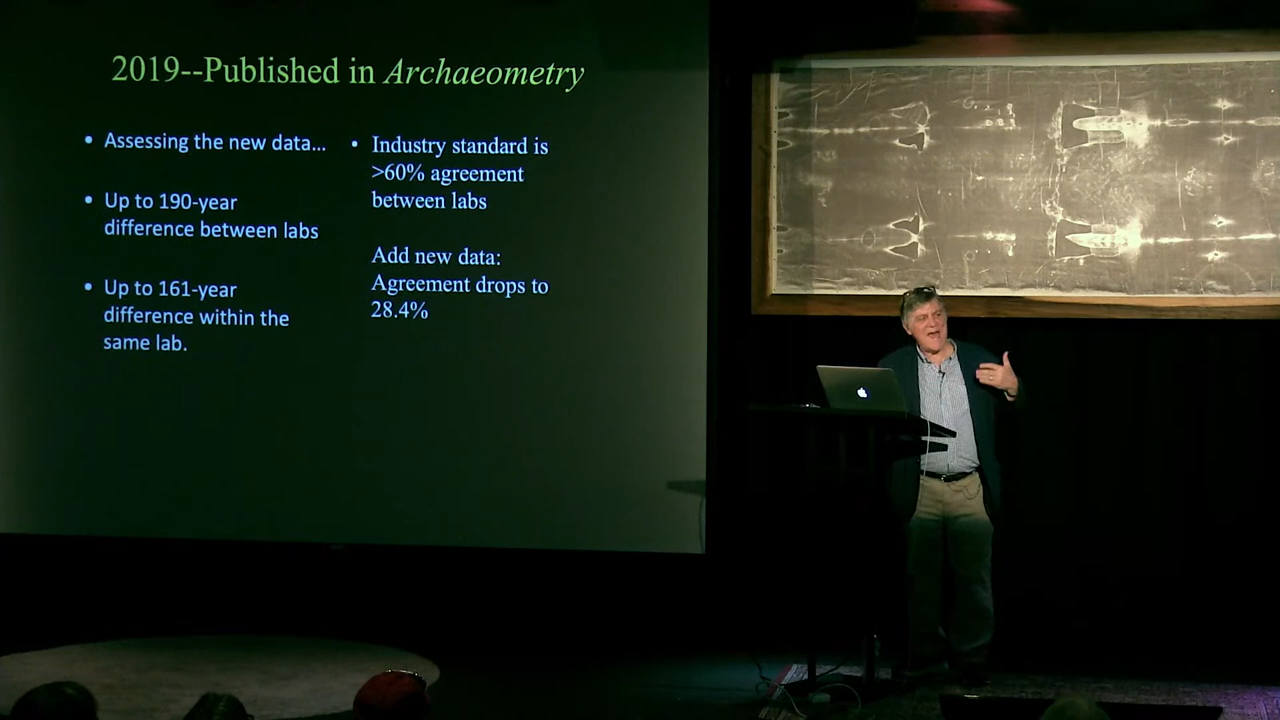 2019--Published in Archaeometry
• Assessing the new data...
• Up to 190-year
difference between labs
• Up to 161-year
difference within the
same lab.
• Industry standard is
>60% agreement
between labs
Add new data:
Agreement drops to
28.4%